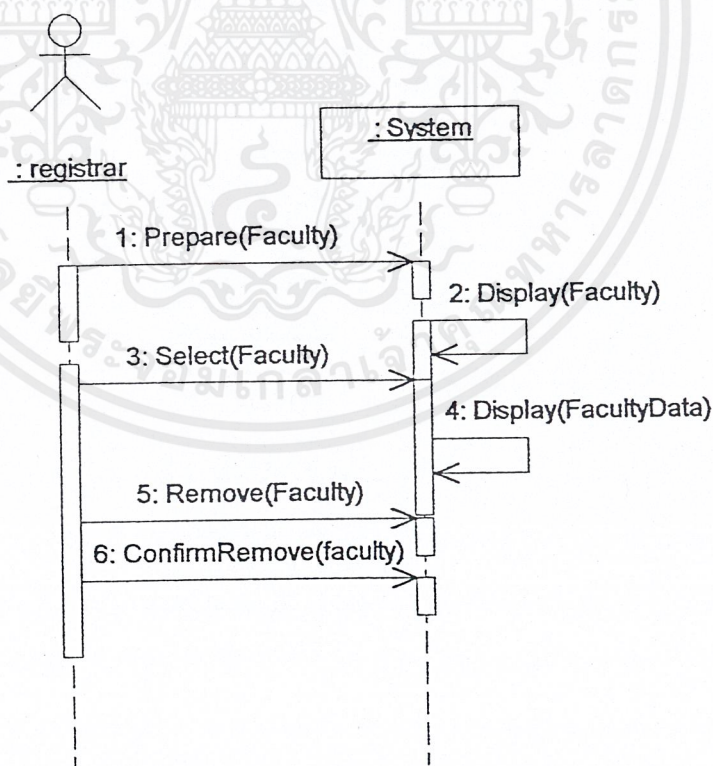 : System
: registrar
1: Prepare(Faculty)
2: Display(Faculty)
3: Select(Faculty)
4: Display(FacultyData)
5: Remove(Faculty)
6: ConfirmRemove(faculty)